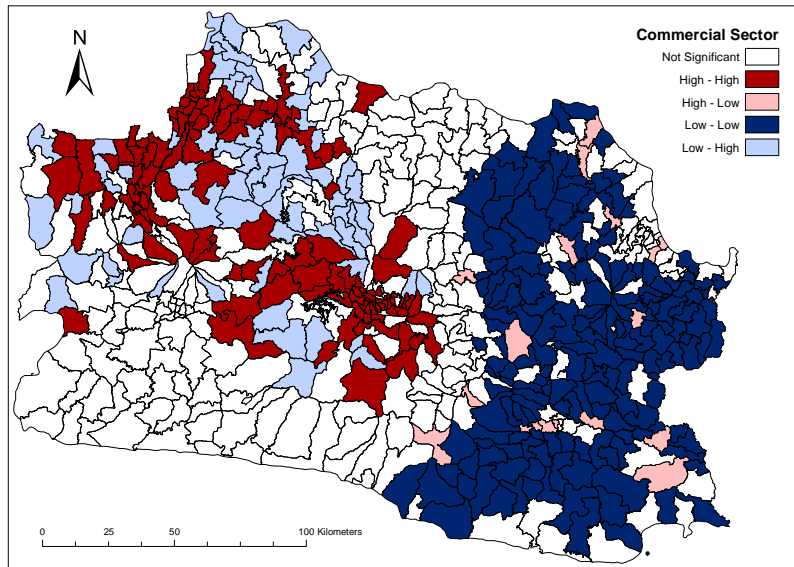 N
Commercial Sector
Not Significant
High - High
High - Low
Low - Low
Low - High
0 25 50 100 Kilometers